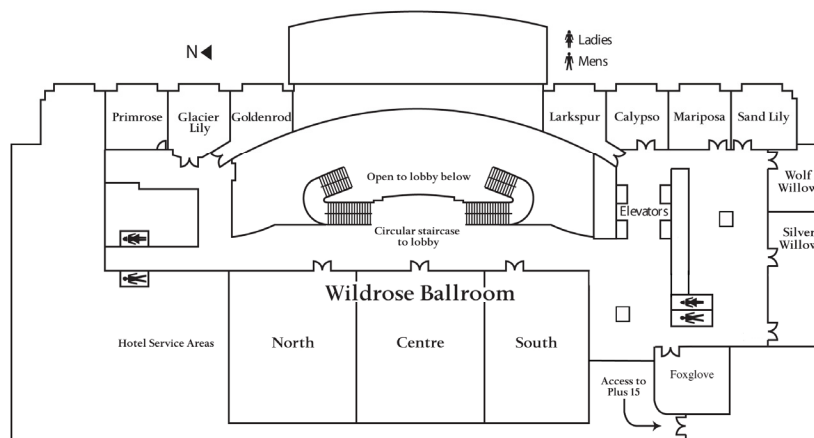 N
Ladies
Mens
Primrose
Glacier
Lily
Goldenrod
Larkspur
Calypso
Mariposa
Sand Lily
Open to lobby below
Wolf
Willow
Elevators
Circular staircase
to lobby
Silver
Willow
Wildrose Ballroom
Hotel Service Areas
North
Centre
South
Foxglove
Access to
Plus 15